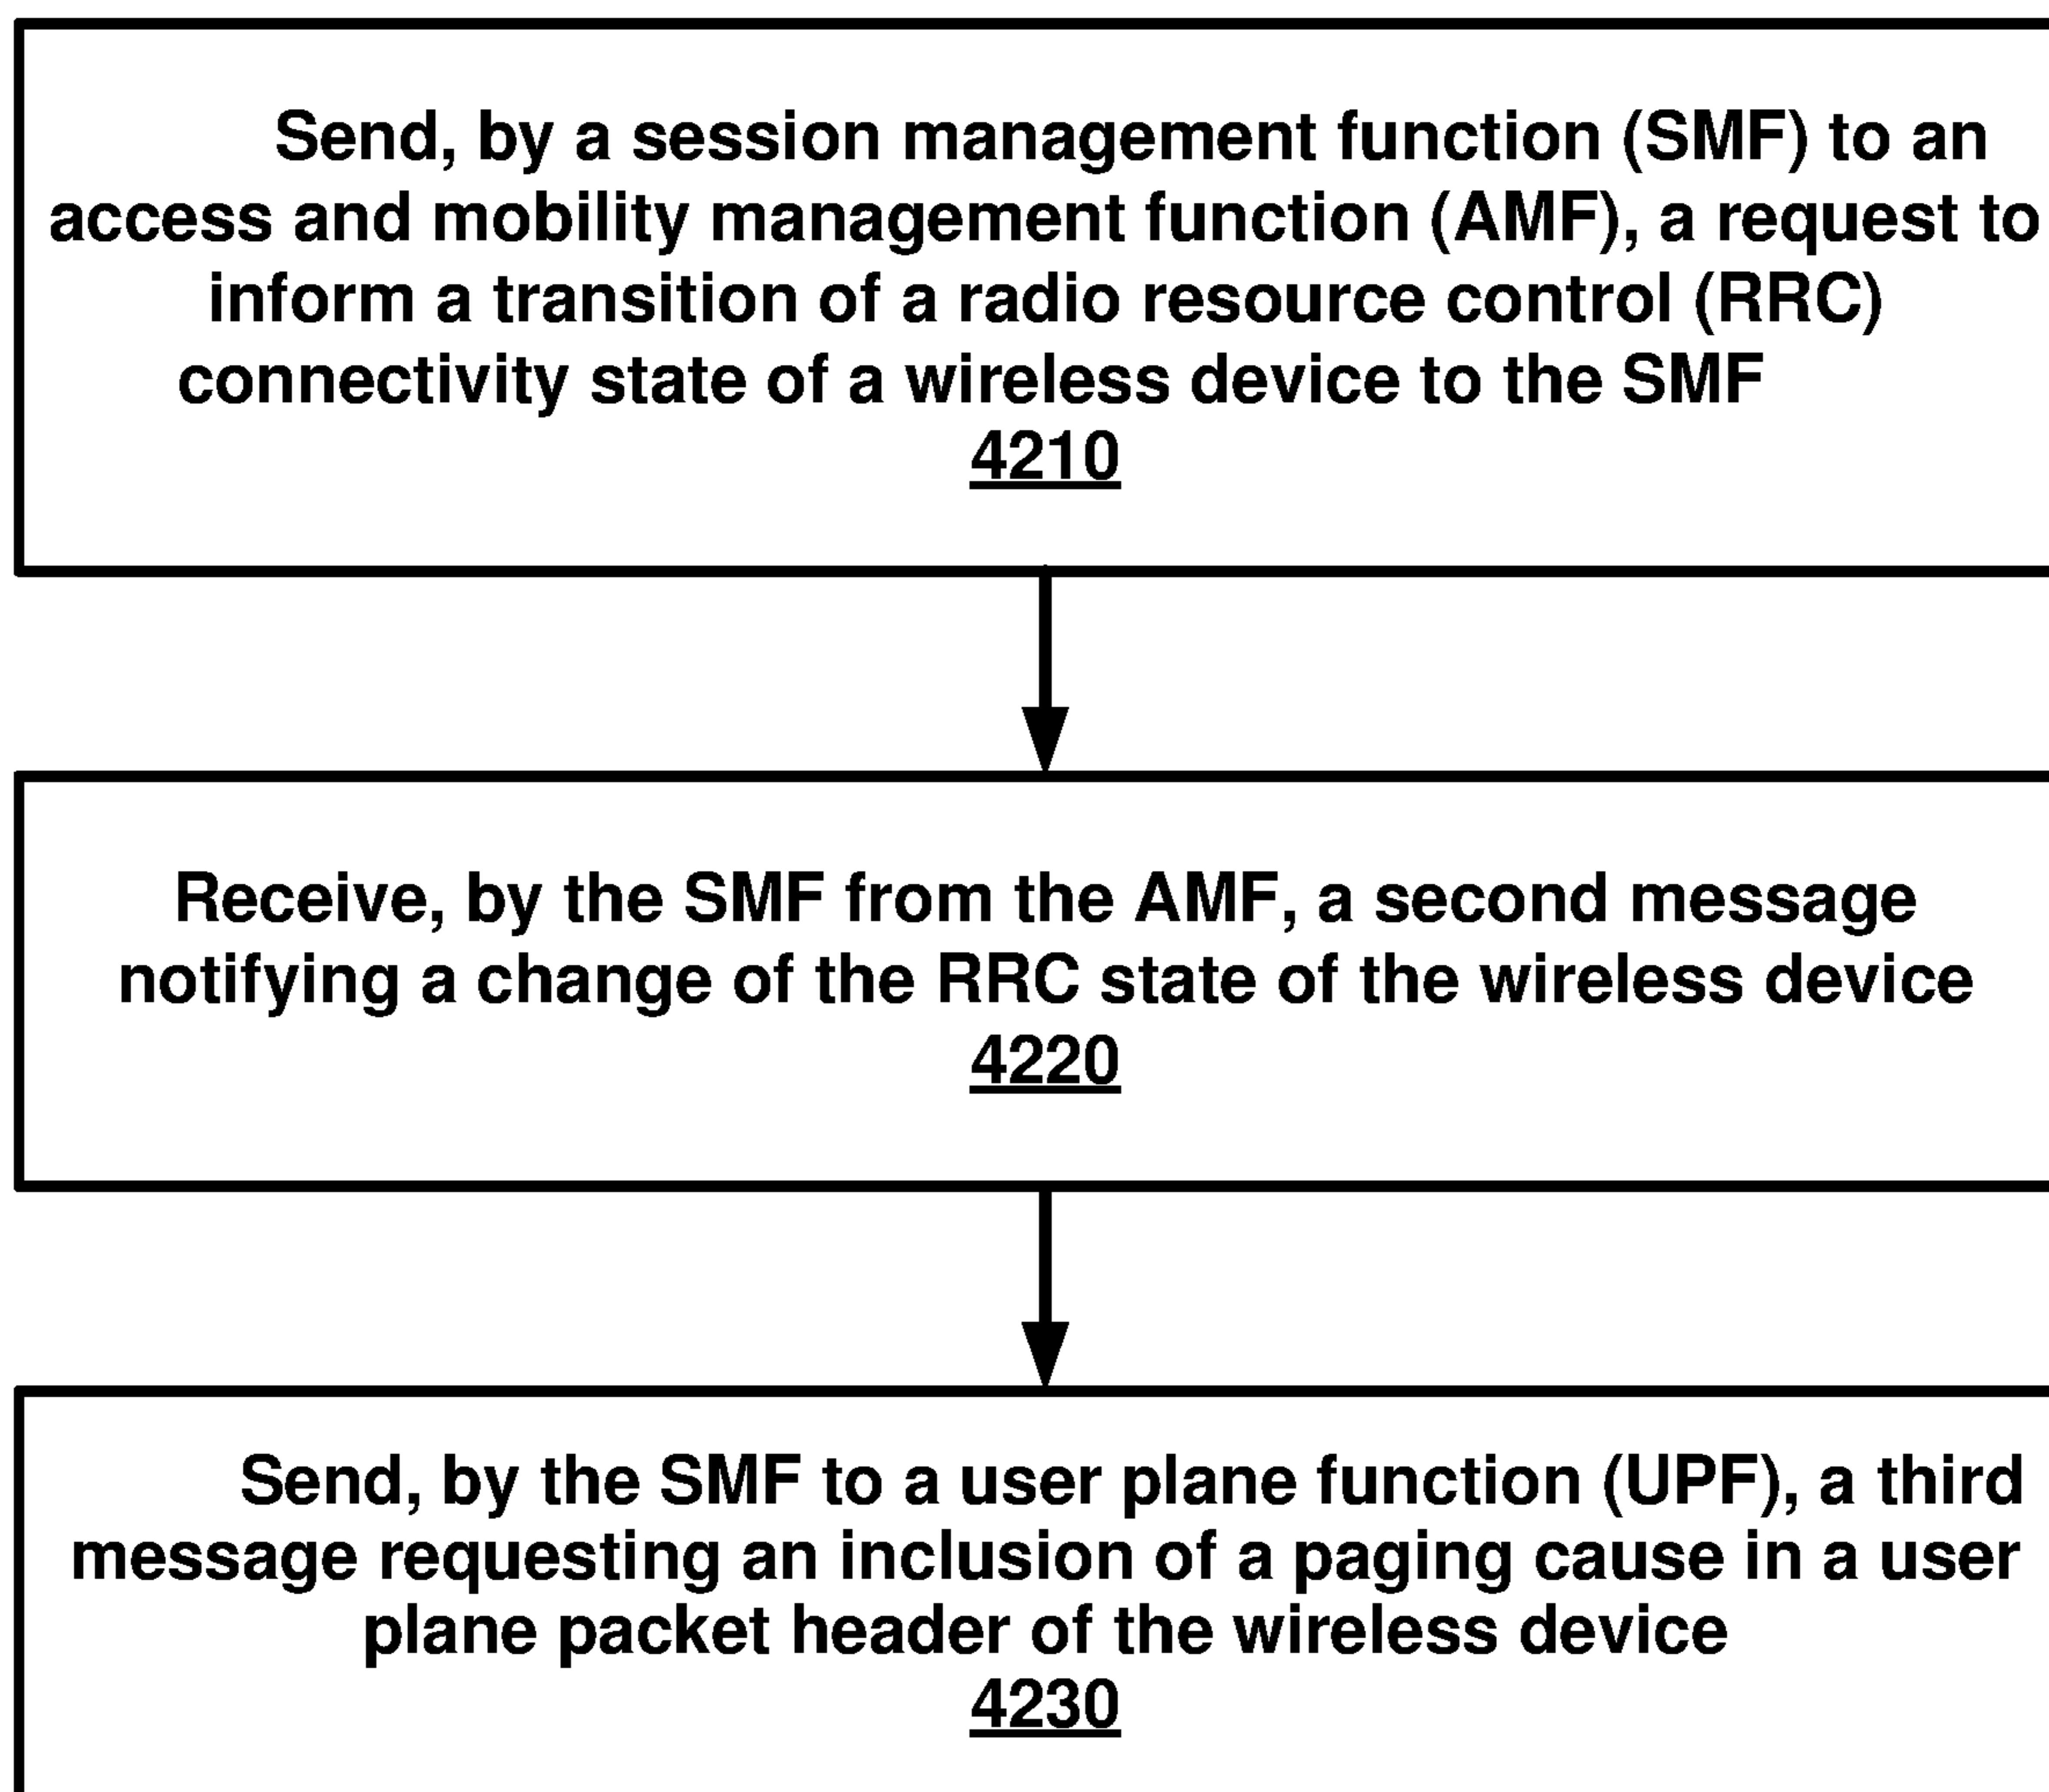 Send, by a session management function (SMF) to an
access and mobility management function (AMF), a request to
inform a transition of a radio resource control (RRC)
connectivity state of a wireless device to the SMF
4210
Receive, by the SMF from the AMF, a second message
notifying a change of the RRC state of the wireless device
4220
Send, by the SMF to a user plane function (UPF), a third
message requesting an inclusion of a paging cause in a user
plane packet header of the wireless device
4230